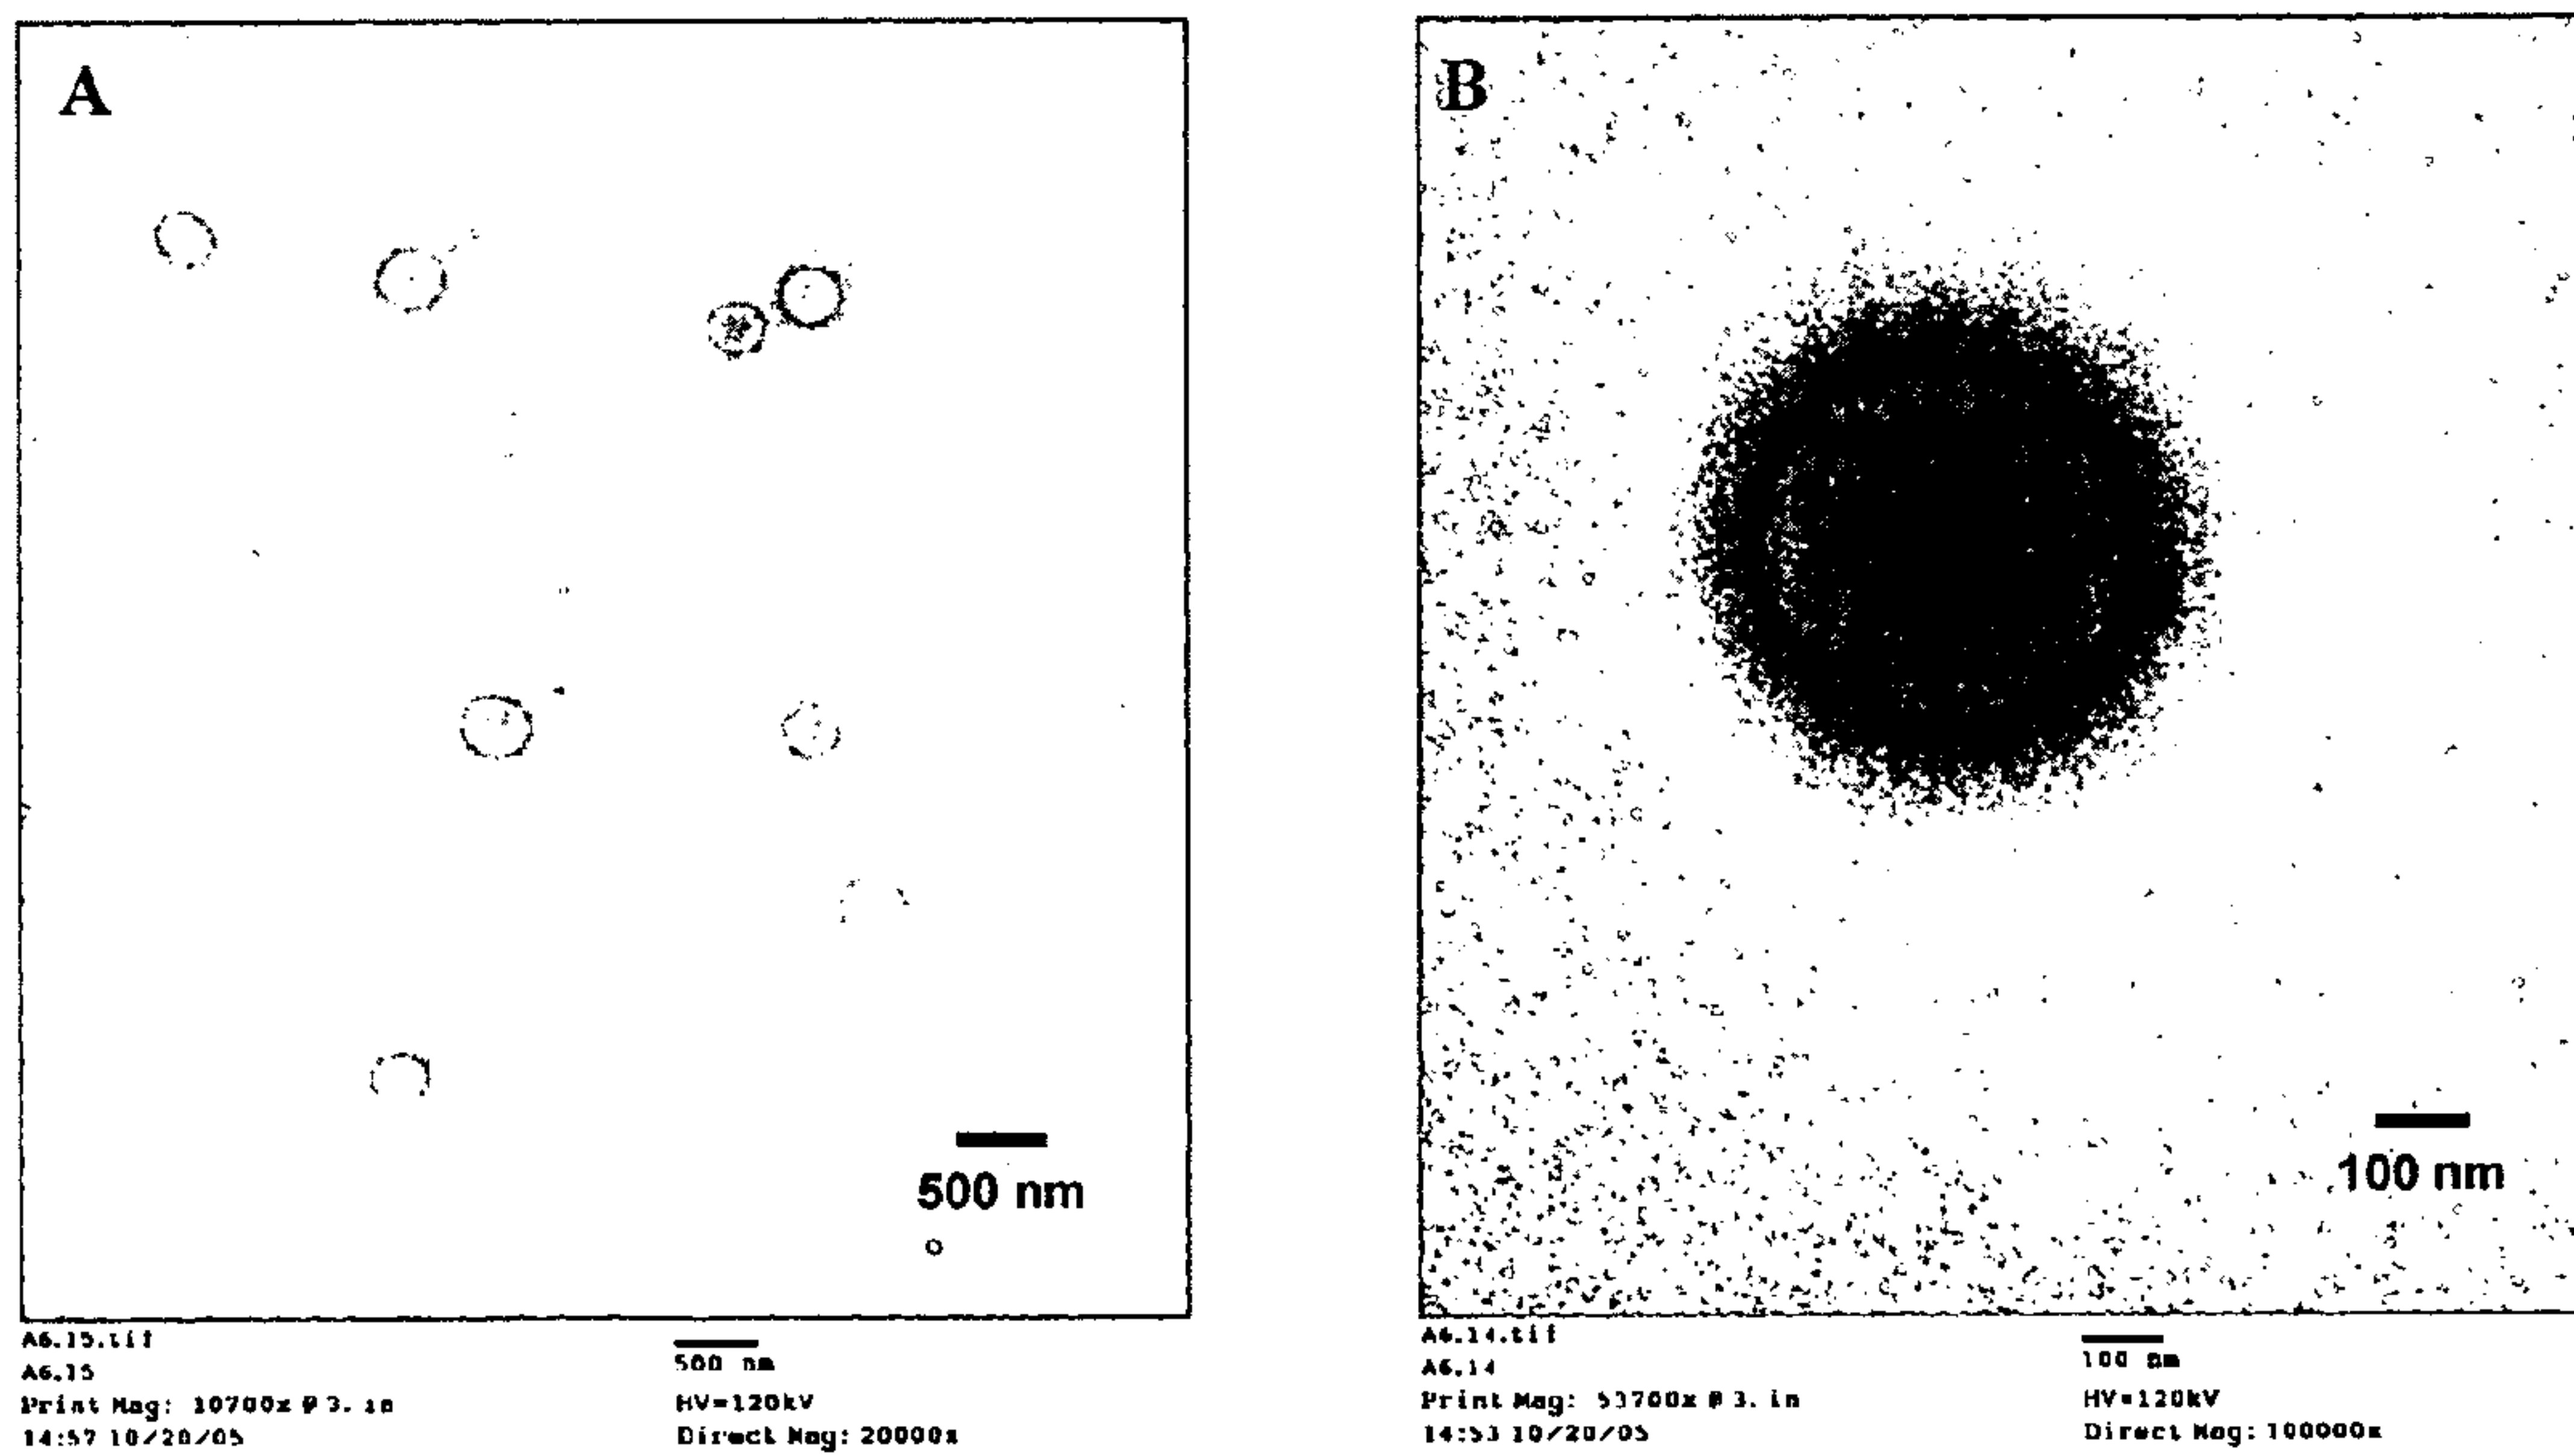 A
500 nm
A6.15.tif
A6.15
Print Mag: 10700x @ 3. in
14:57 10/20/05
500 nm
HV=120kV
Direct Mag: 20000x
B
100 nm
A6.14.tif
A6.14
Print Mag: 53700x @ 3. in
14:53 10/20/05
100 nm
HV=120kV
Direct Mag: 100000x